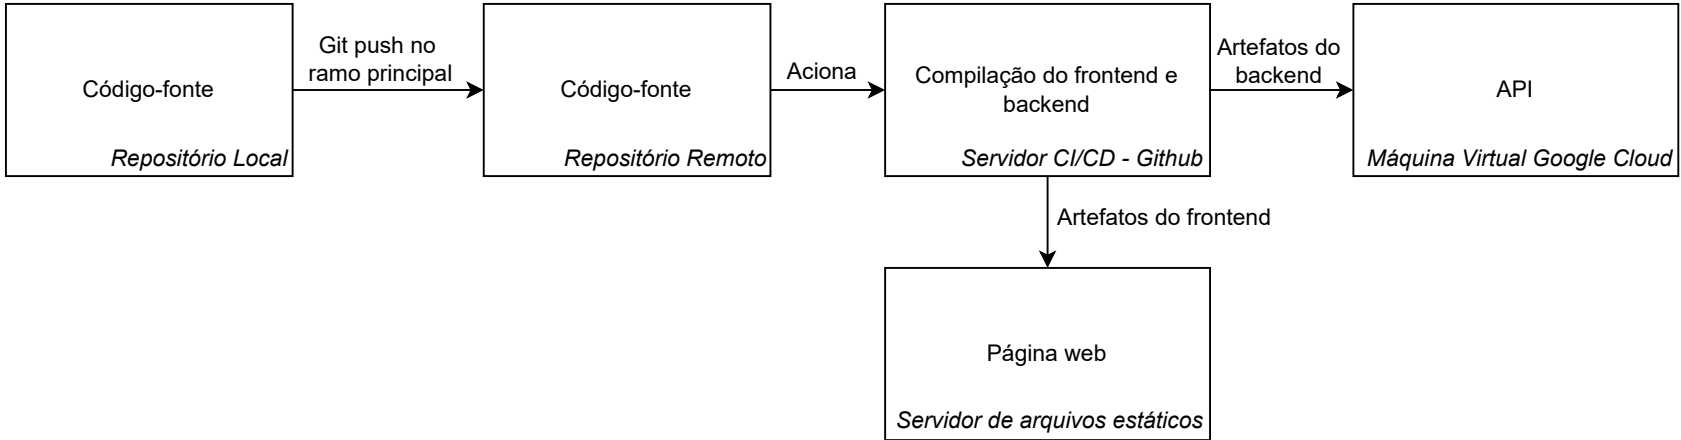 Código-fonte
Repositório Local
Git push no
ramo principal
Código-fonte
Repositório Remoto
Aciona
Compilação do frontend e
backend
Servidor CI/CD - Github
Artefatos do
backend
API
Máquina Virtual Google Cloud
Artefatos do frontend
Página web
Servidor de arquivos estáticos